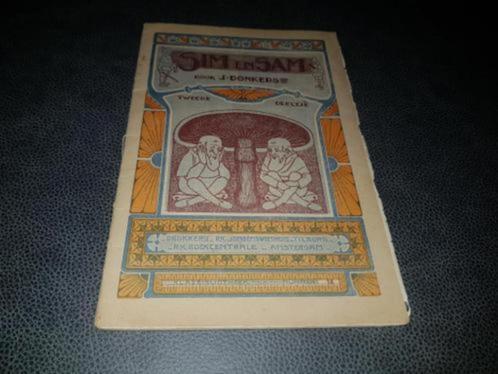 SIM EN SAM
DOOR J. DONKERS
TWEEDE DEELTJE
DRUKKERIJ R.K. JONGENSWEESHUIS TILBURG
R.K. BOEKCENTRALE AMSTERDAM